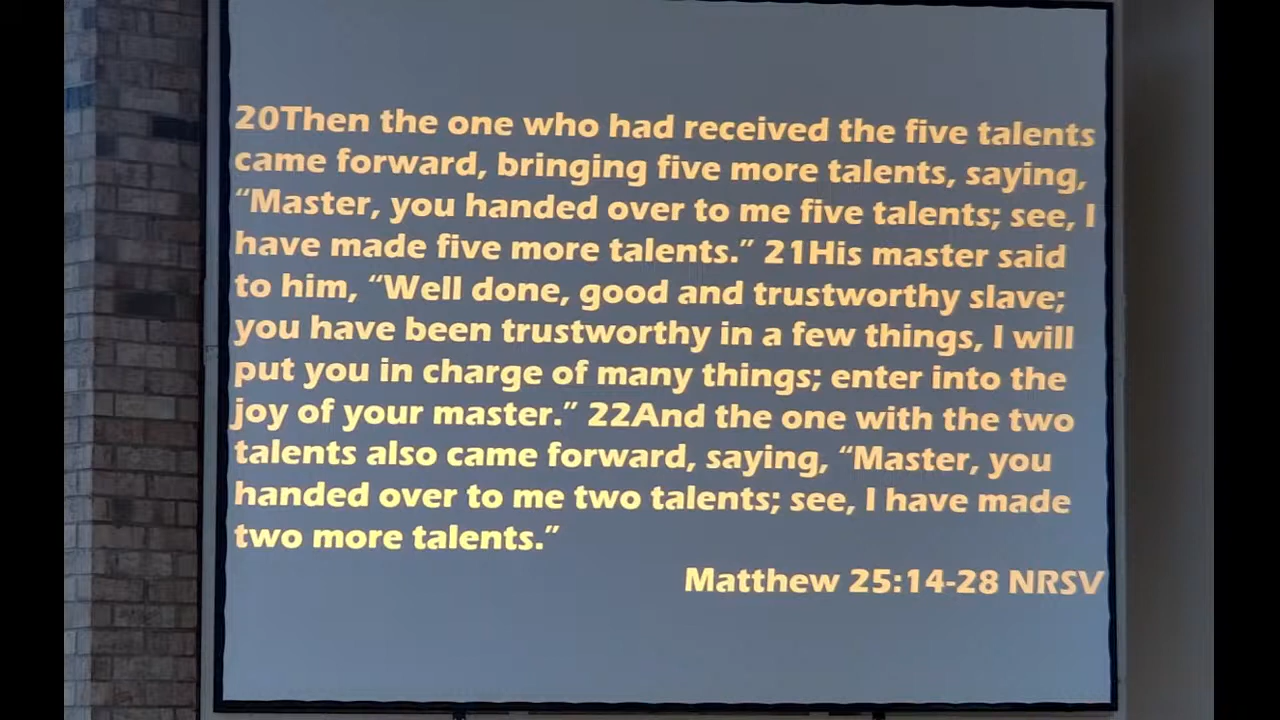 20Then the one who had received the five talents
came forward, bringing five more talents, saying,
“Master, you handed over to me five talents; see, I
have made five more talents.” 21His master said
to him, “Well done, good and trustworthy slave;
you have been trustworthy in a few things, I will
put you in charge of many things; enter into the
joy of your master.” 22And the one with the two
talents also came forward, saying, “Master, you
handed over to me two talents; see, I have made
two more talents.”
Matthew 25:14-28 NRSV